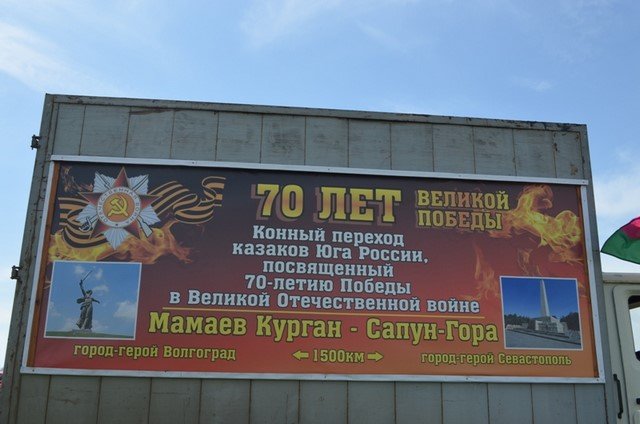 70 ЛЕТ ВЕЛИКОЙ ПОБЕДЫ
Конный переход
казаков Юга России,
посвященный
70-летию Победы
в Великой Отечественной войне
Мамаев Курган - Сапун-Гора
город-герой Волгоград 1500км город-герой Севастополь